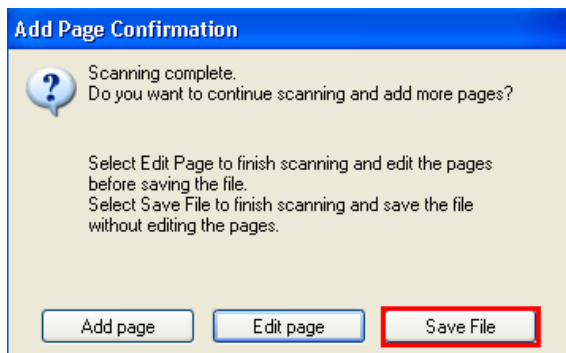 Add Page Confirmation
Scanning complete.
Do you want to continue scanning and add more pages?
Select Edit Page to finish scanning and edit the pages
before saving the file.
Select Save File to finish scanning and save the file
without editing the pages.
Add page Edit page Save File